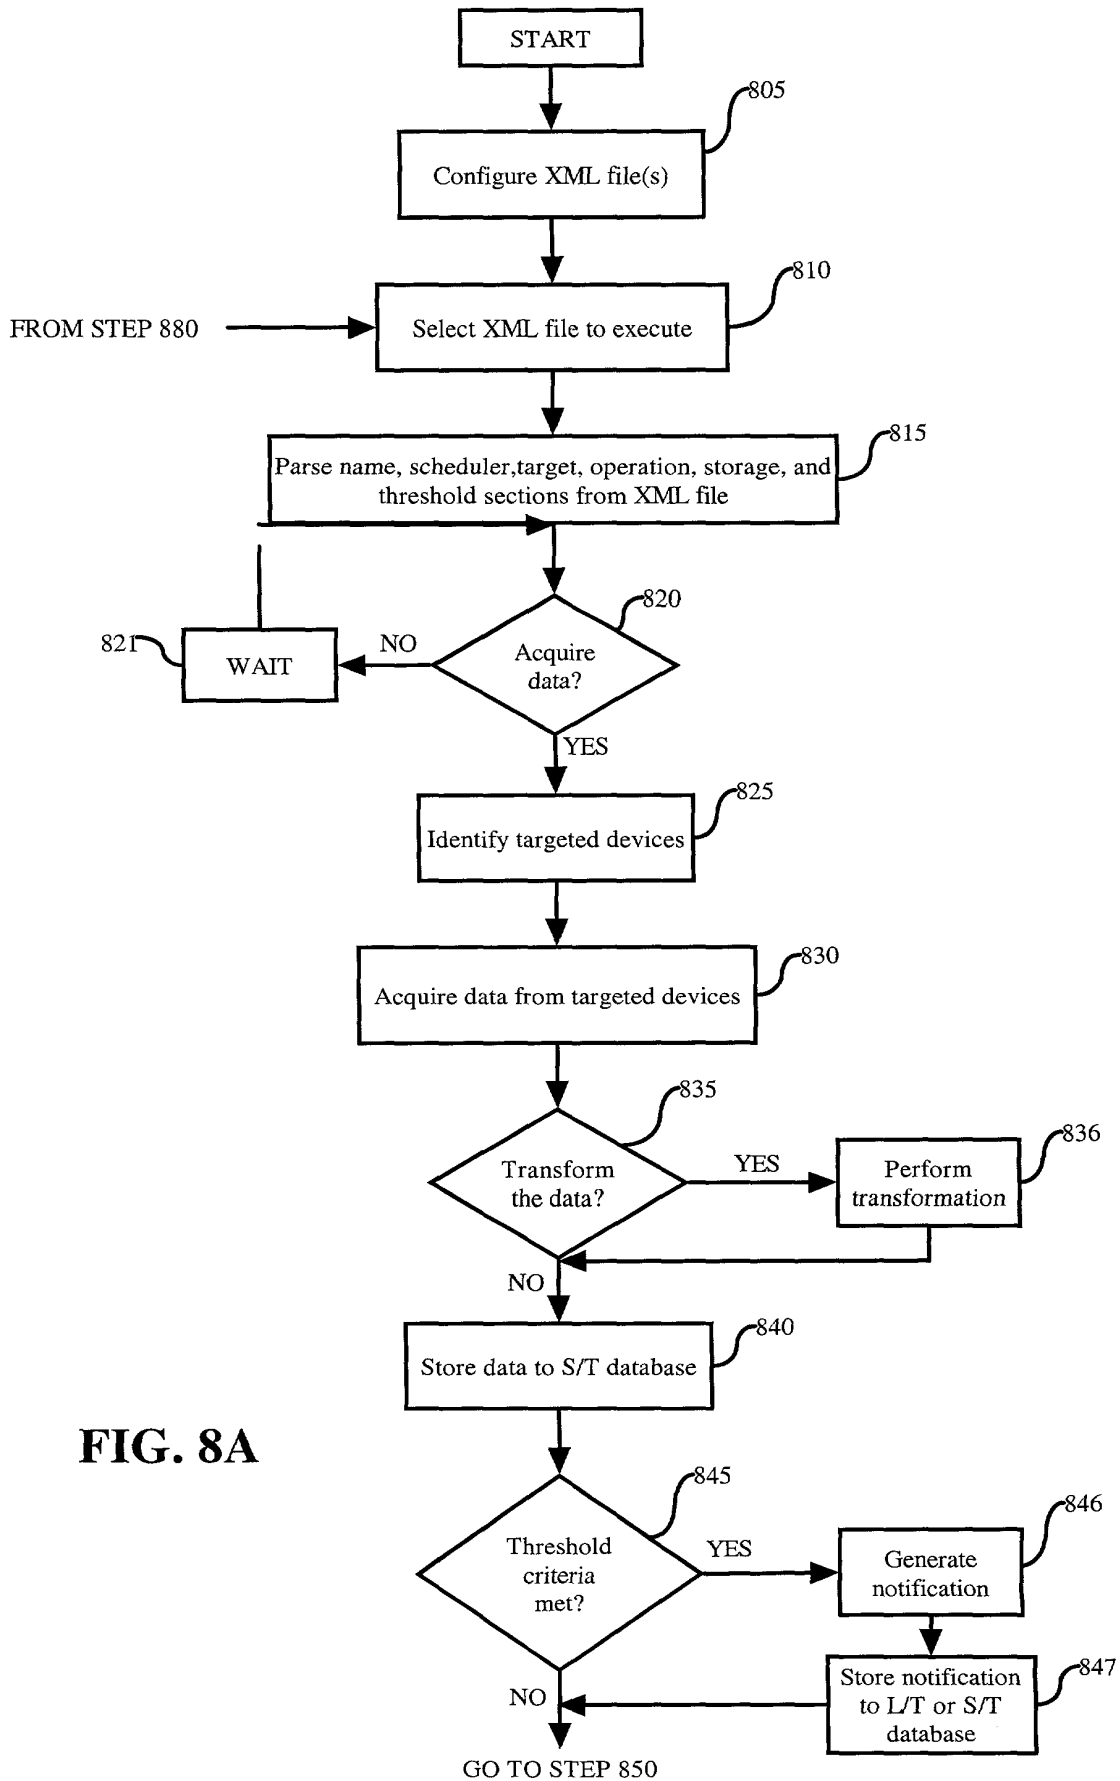 START
805
Configure XML file(s)
810
FROM STEP 880
Select XML file to execute
815
Parse name, scheduler,target, operation, storage, and
threshold sections from XML file
820
821
WAIT
NO
Acquire
data?
YES
825
Identify targeted devices
830
Acquire data from targeted devices
835
Transform
the data?
YES
836
Perform
transformation
NO
840
Store data to S/T database
FIG. 8A
845
Threshold
criteria
met?
YES
846
Generate
notification
847
Store notification
to L/T or S/T
database
NO
GO TO STEP 850